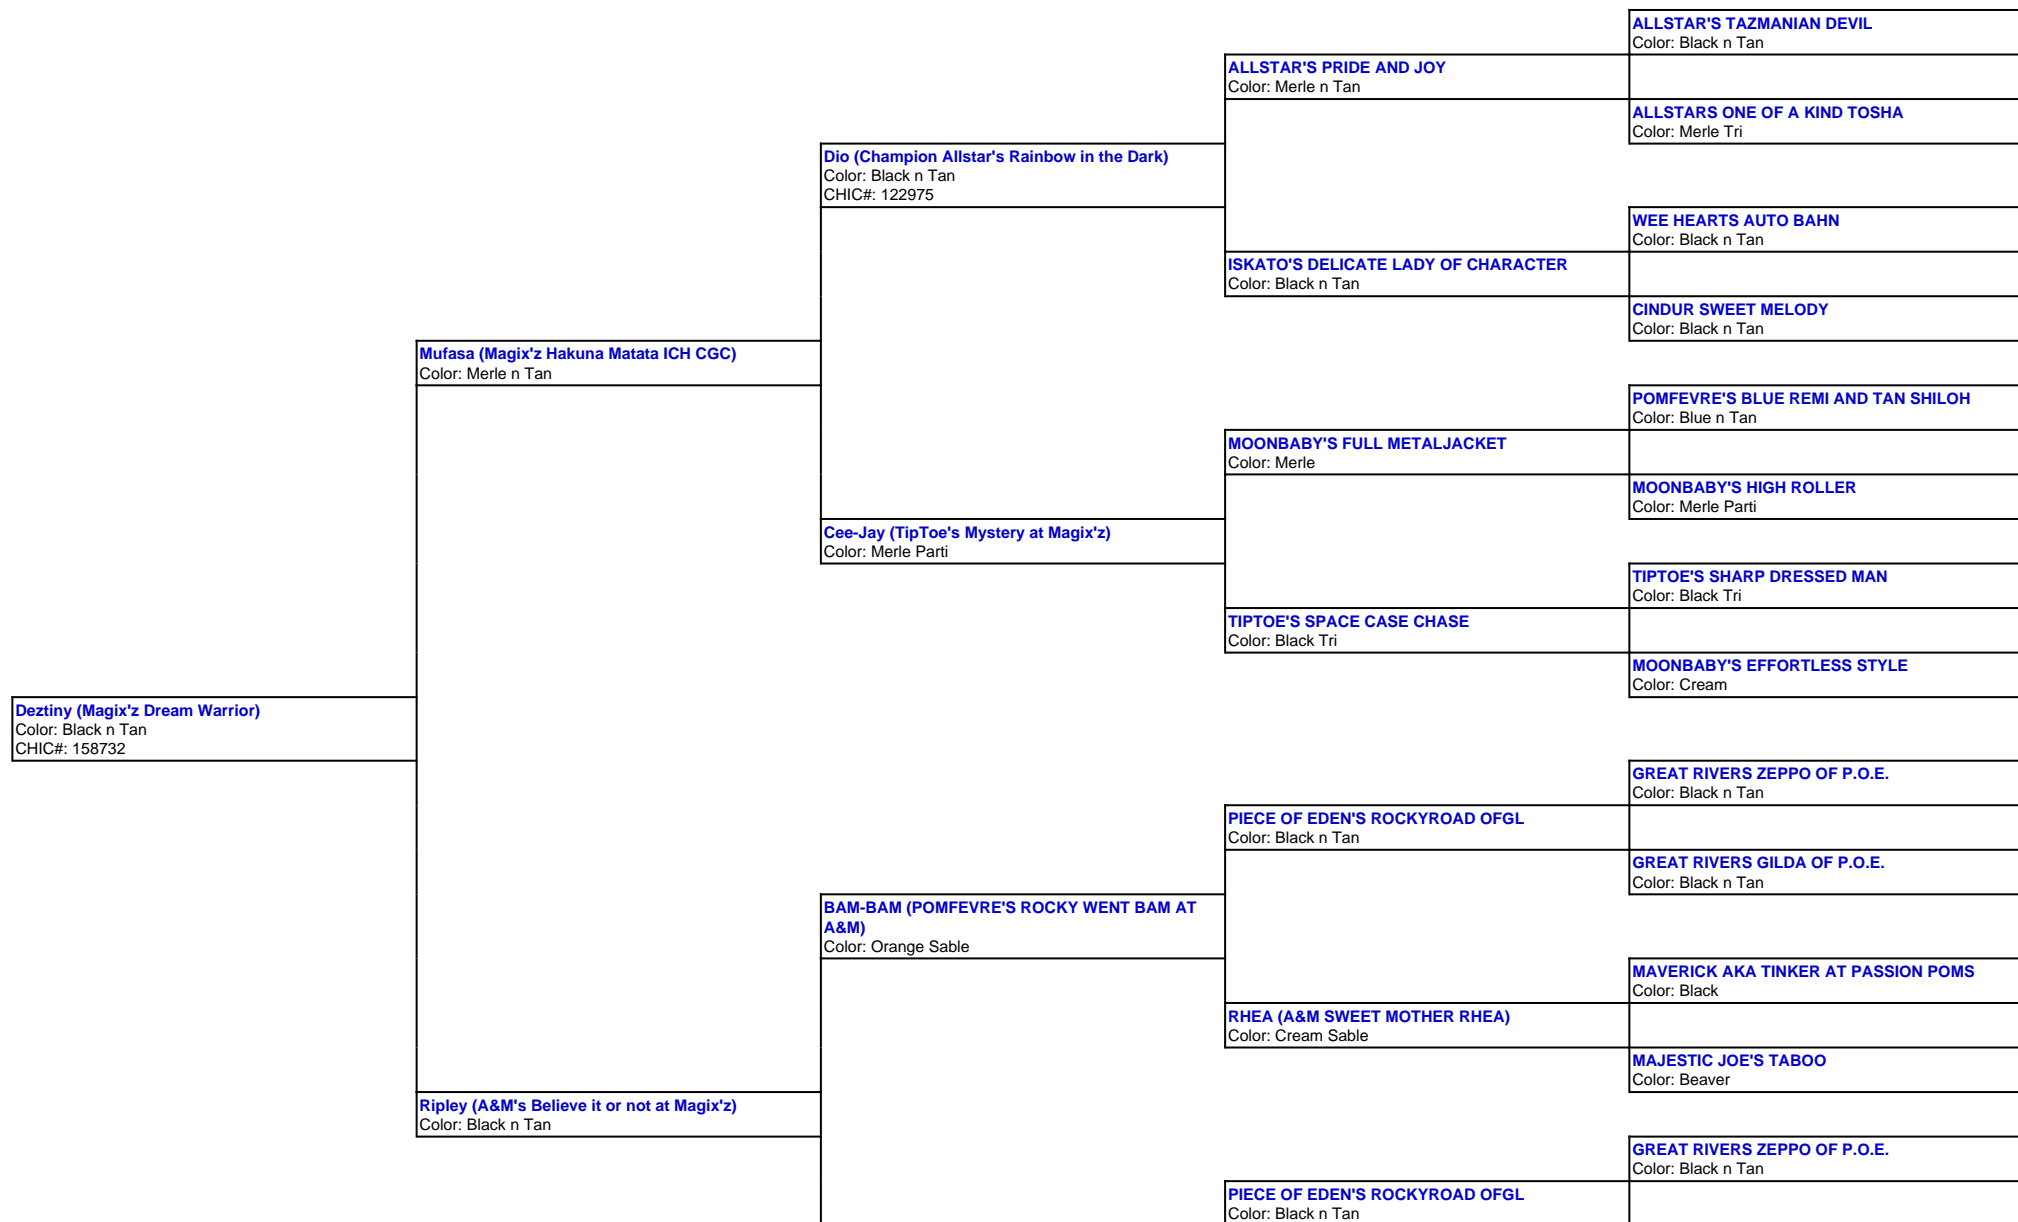 ALLSTAR'S TAZMANIAN DEVIL
Color: Black n Tan
ALLSTAR'S PRIDE AND JOY
Color: Merle n Tan
ALLSTARS ONE OF A KIND TOSHA
Color: Merle Tri
Dio (Champion Allstar's Rainbow in the Dark)
Color: Black n Tan
CHIC#: 122975
WEE HEARTS AUTO BAHN
Color: Black n Tan
ISKATO'S DELICATE LADY OF CHARACTER
Color: Black n Tan
CINDUR SWEET MELODY
Color: Black n Tan
Mufasa (Magix'z Hakuna Matata ICH CGC)
Color: Merle n Tan
POMFEVRE'S BLUE REMI AND TAN SHILOH
Color: Blue n Tan
MOONBABY'S FULL METALJACKET
Color: Merle
MOONBABY'S HIGH ROLLER
Color: Merle Parti
Cee-Jay (TipToe's Mystery at Magix'z)
Color: Merle Parti
TIPTOE'S SHARP DRESSED MAN
Color: Black Tri
TIPTOE'S SPACE CASE CHASE
Color: Black Tri
MOONBABY'S EFFORTLESS STYLE
Color: Cream
Deztiny (Magix'z Dream Warrior)
Color: Black n Tan
CHIC#: 158732
GREAT RIVERS ZEPPO OF P.O.E.
Color: Black n Tan
PIECE OF EDEN'S ROCKYROAD OFGL
Color: Black n Tan
GREAT RIVERS GILDA OF P.O.E.
Color: Black n Tan
BAM-BAM (POMFEVRE'S ROCKY WENT BAM AT
A&M)
Color: Orange Sable
MAVERICK AKA TINKER AT PASSION POMS
Color: Black
RHEA (A&M SWEET MOTHER RHEA)
Color: Cream Sable
MAJESTIC JOE'S TABOO
Color: Beaver
Ripley (A&M's Believe it or not at Magix'z)
Color: Black n Tan
GREAT RIVERS ZEPPO OF P.O.E.
Color: Black n Tan
PIECE OF EDEN'S ROCKYROAD OFGL
Color: Black n Tan